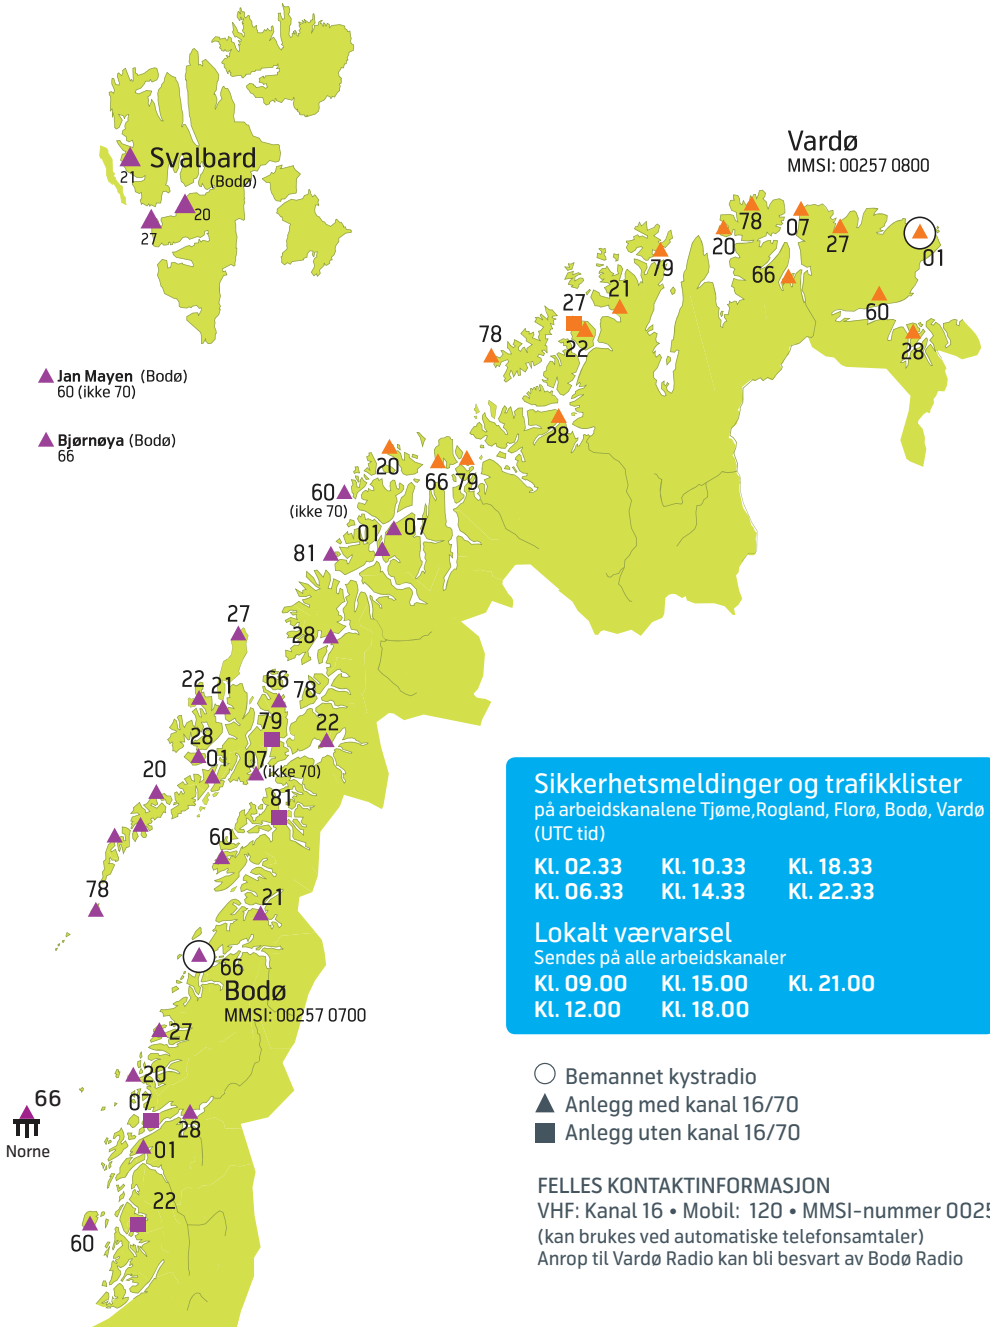 Svalbard
(Bodø)
21
20
27
Vardø
MMSI: 00257 0800
78
07
20
27
01
79
66
21
60
27
78
22
28
Jan Mayen (Bodø)
60 (ikke 70)
28
Bjørnøya (Bodø)
66
20
66 79
60
(ikke 70)
01
07
81
27
28
22
21
66
78
79
22
28
01
07 (ikke 70)
20
81
60
78
21
66
Bodø
MMSI: 00257 0700
27
20
66
07
28
Norne
01
22
60
Sikkerhetsmeldinger og trafikklister
på arbeidskanalene Tjøme,Rogland, Florø, Bodø, Vardø
(UTC tid)
Kl. 02.33 Kl. 10.33 Kl. 18.33
Kl. 06.33 Kl. 14.33 Kl. 22.33
Lokalt værvarsel
Sendes på alle arbeidskanaler
Kl. 09.00 Kl. 15.00 Kl. 21.00
Kl. 12.00 Kl. 18.00
Bemannet kystradio
Anlegg med kanal 16/70
Anlegg uten kanal 16/70
FELLES KONTAKTINFORMASJON
VHF: Kanal 16 • Mobil: 120 • MMSI-nummer 0025
(kan brukes ved automatiske telefonsamtaler)
Anrop til Vardø Radio kan bli besvart av Bodø Radio